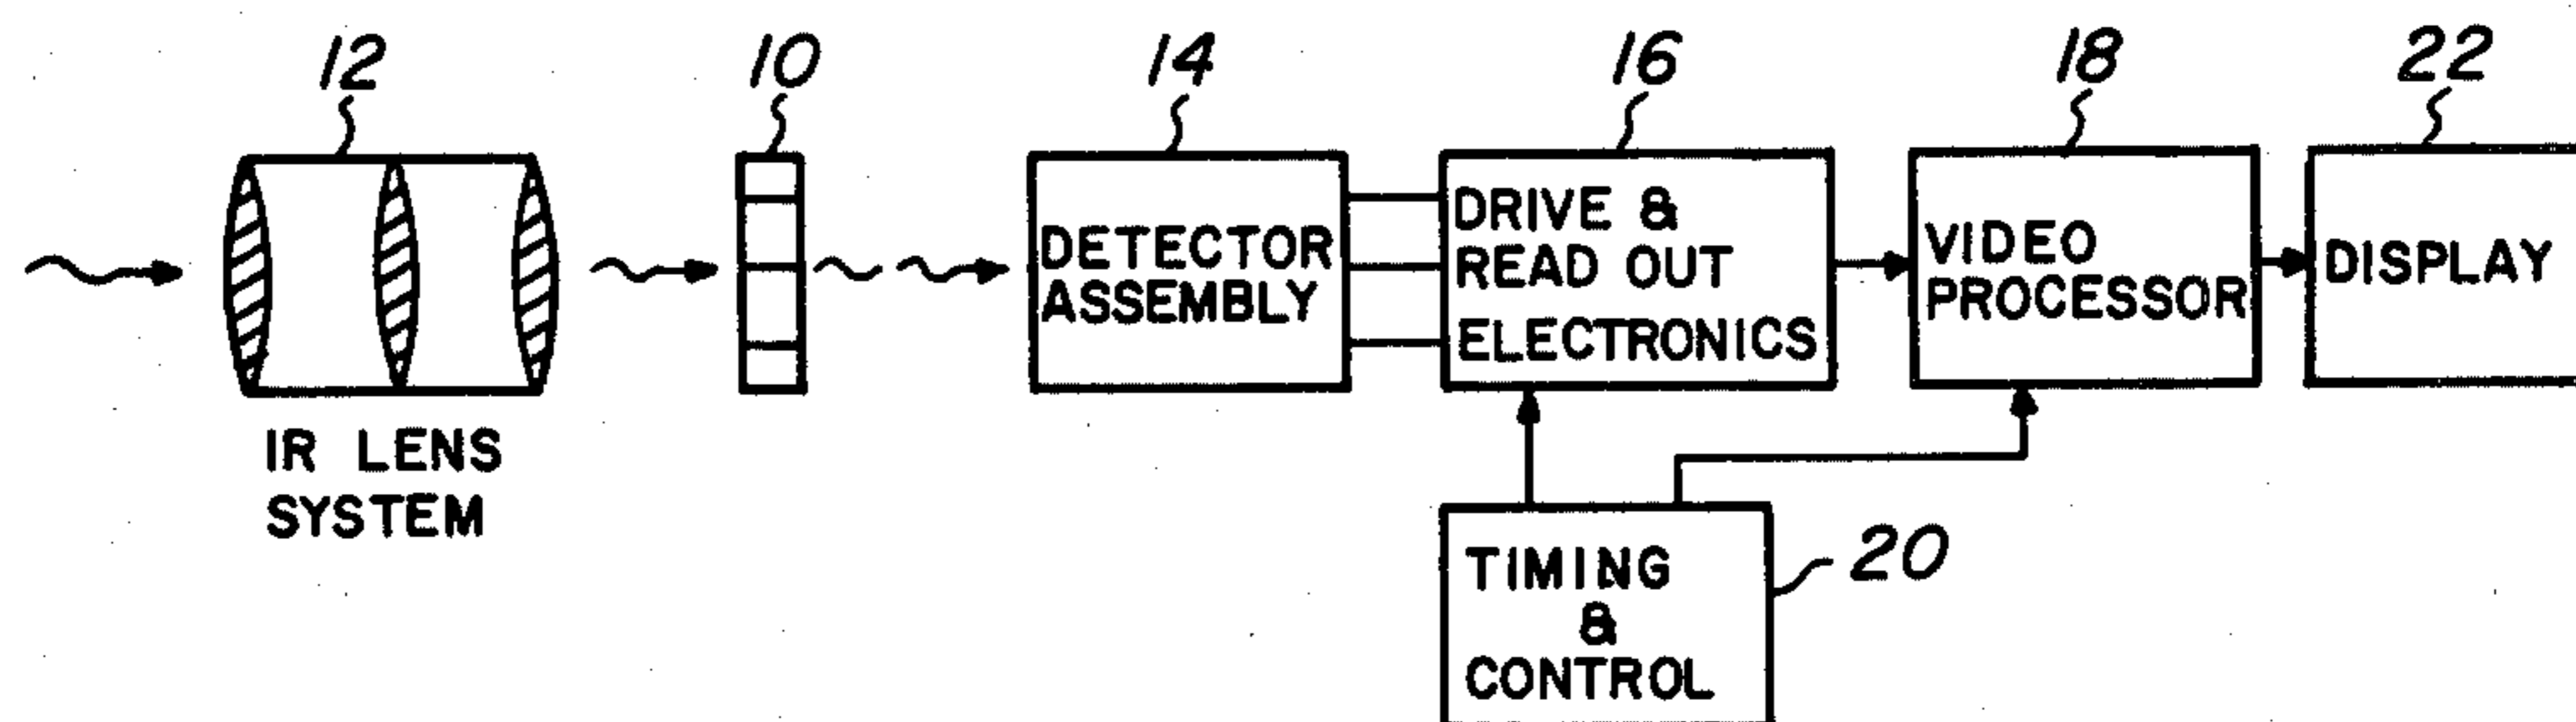 12
10
14
16
18
22
DETECTOR
ASSEMBLY
DRIVE &
READ OUT
ELECTRONICS
VIDEO
PROCESSOR
DISPLAY
IR LENS
SYSTEM
TIMING
&
CONTROL
20